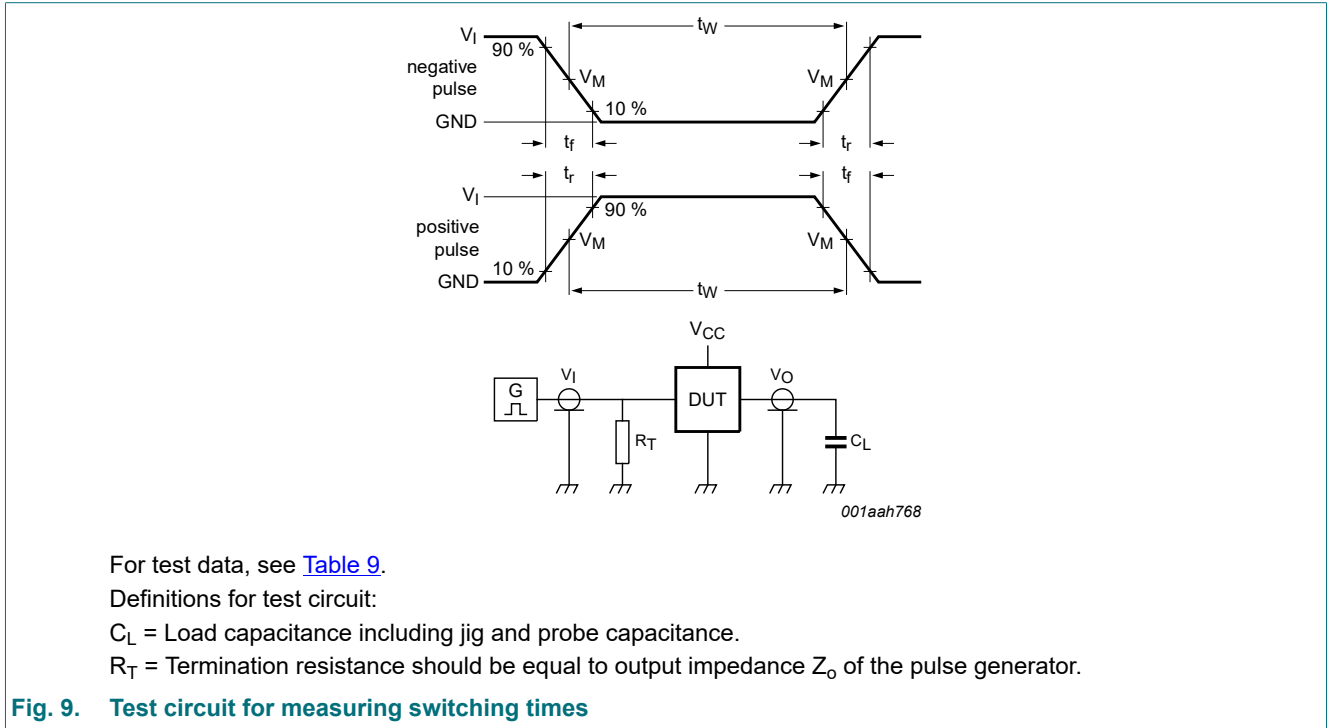 tW
VI
90 %
negative
pulse
VM
VM
10 %
GND
tf
tr
tr
tf
VI
90 %
positive
pulse
VM
VM
10 %
GND
tW
VCC
G
VI
DUT
VO
RT
CL
001aah768
For test data, see Table 9.
Definitions for test circuit:
CL = Load capacitance including jig and probe capacitance.
RT = Termination resistance should be equal to output impedance Zo of the pulse generator.
Fig. 9. Test circuit for measuring switching times